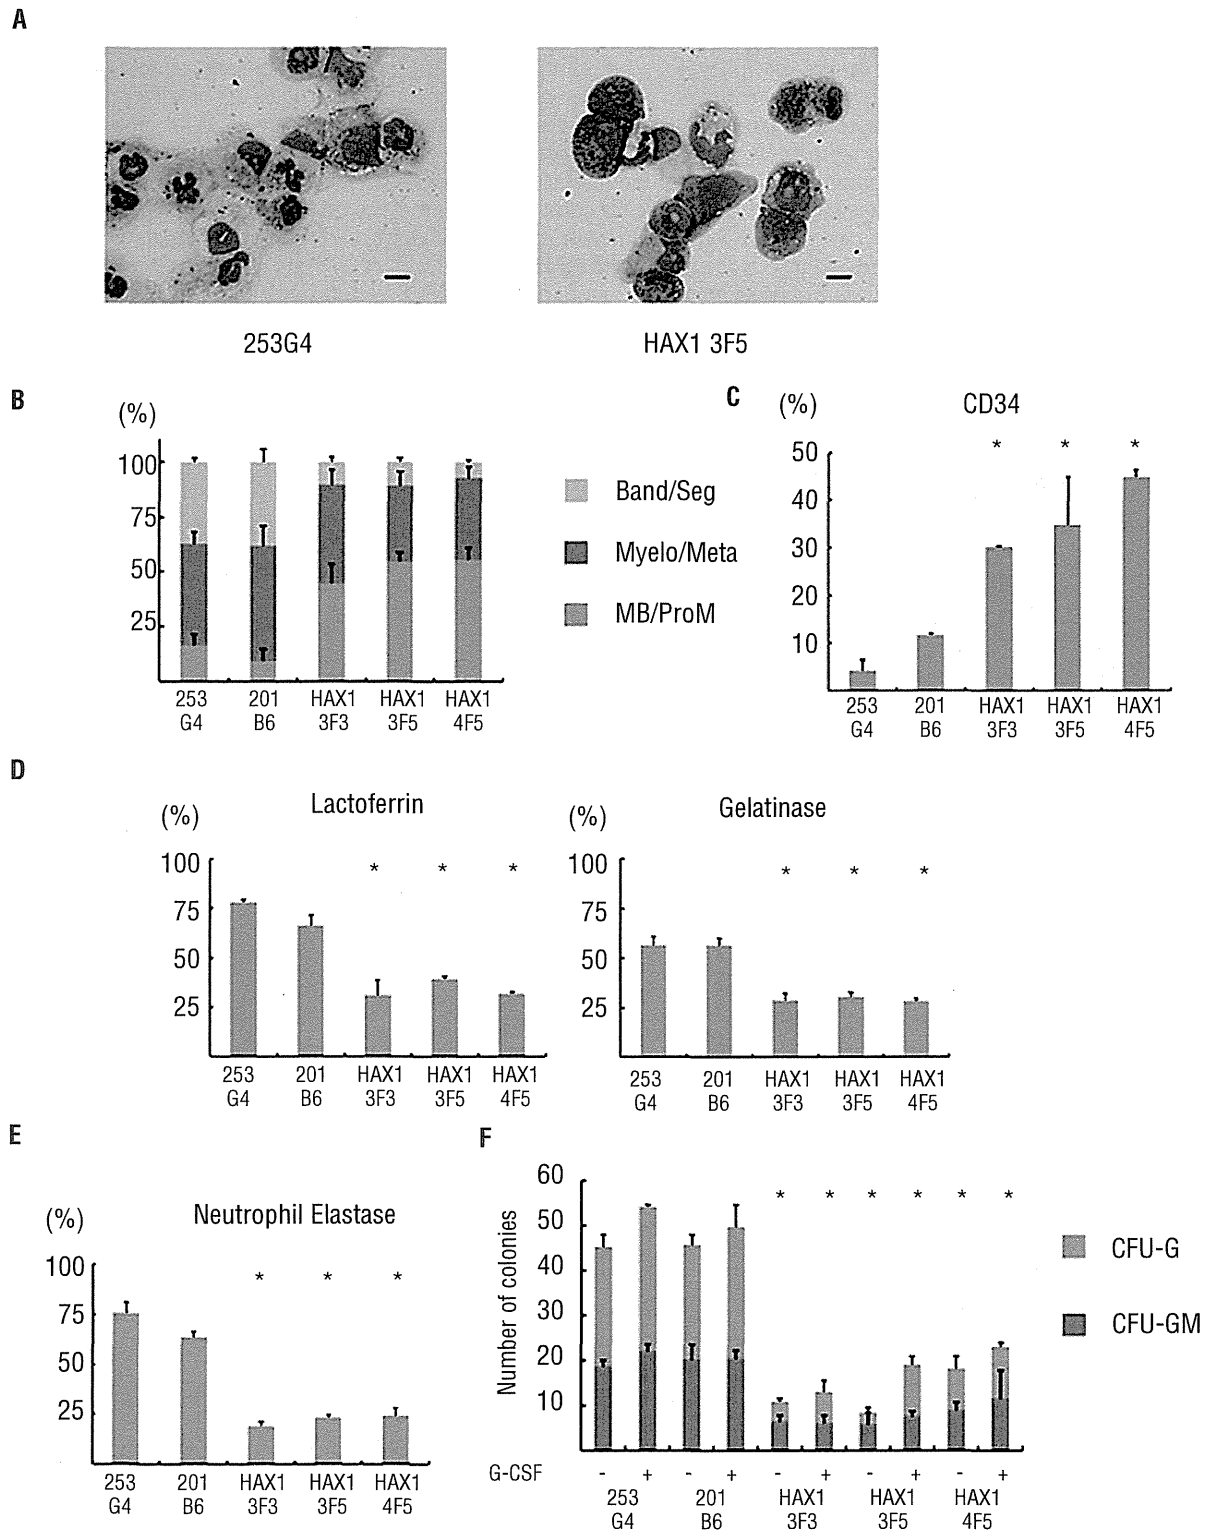 A
253G4
HAX1 3F5
B
(%)
100
75
50
25
253 G4
201 B6
HAX1 3F3
HAX1 3F5
HAX1 4F5
Band/Seg
Myelo/Meta
MB/ProM
C
(%)
CD34
* * *
50
40
30
20
10
253 G4
201 B6
HAX1 3F3
HAX1 3F5
HAX1 4F5
D
(%)
Lactoferrin
100
* * *
75
50
25
253 G4
201 B6
HAX1 3F3
HAX1 3F5
HAX1 4F5
(%)
Gelatinase
100
* * *
75
50
25
253 G4
201 B6
HAX1 3F3
HAX1 3F5
HAX1 4F5
E
(%)
Neutrophil Elastase
100
* * *
75
50
25
253 G4
201 B6
HAX1 3F3
HAX1 3F5
HAX1 4F5
F
Number of colonies
60
* * * * * *
50
40
30
20
10
G-CSF - + - + - + - + - +
253 G4
201 B6
HAX1 3F3
HAX1 3F5
HAX1 4F5
CFU-G
CFU-GM